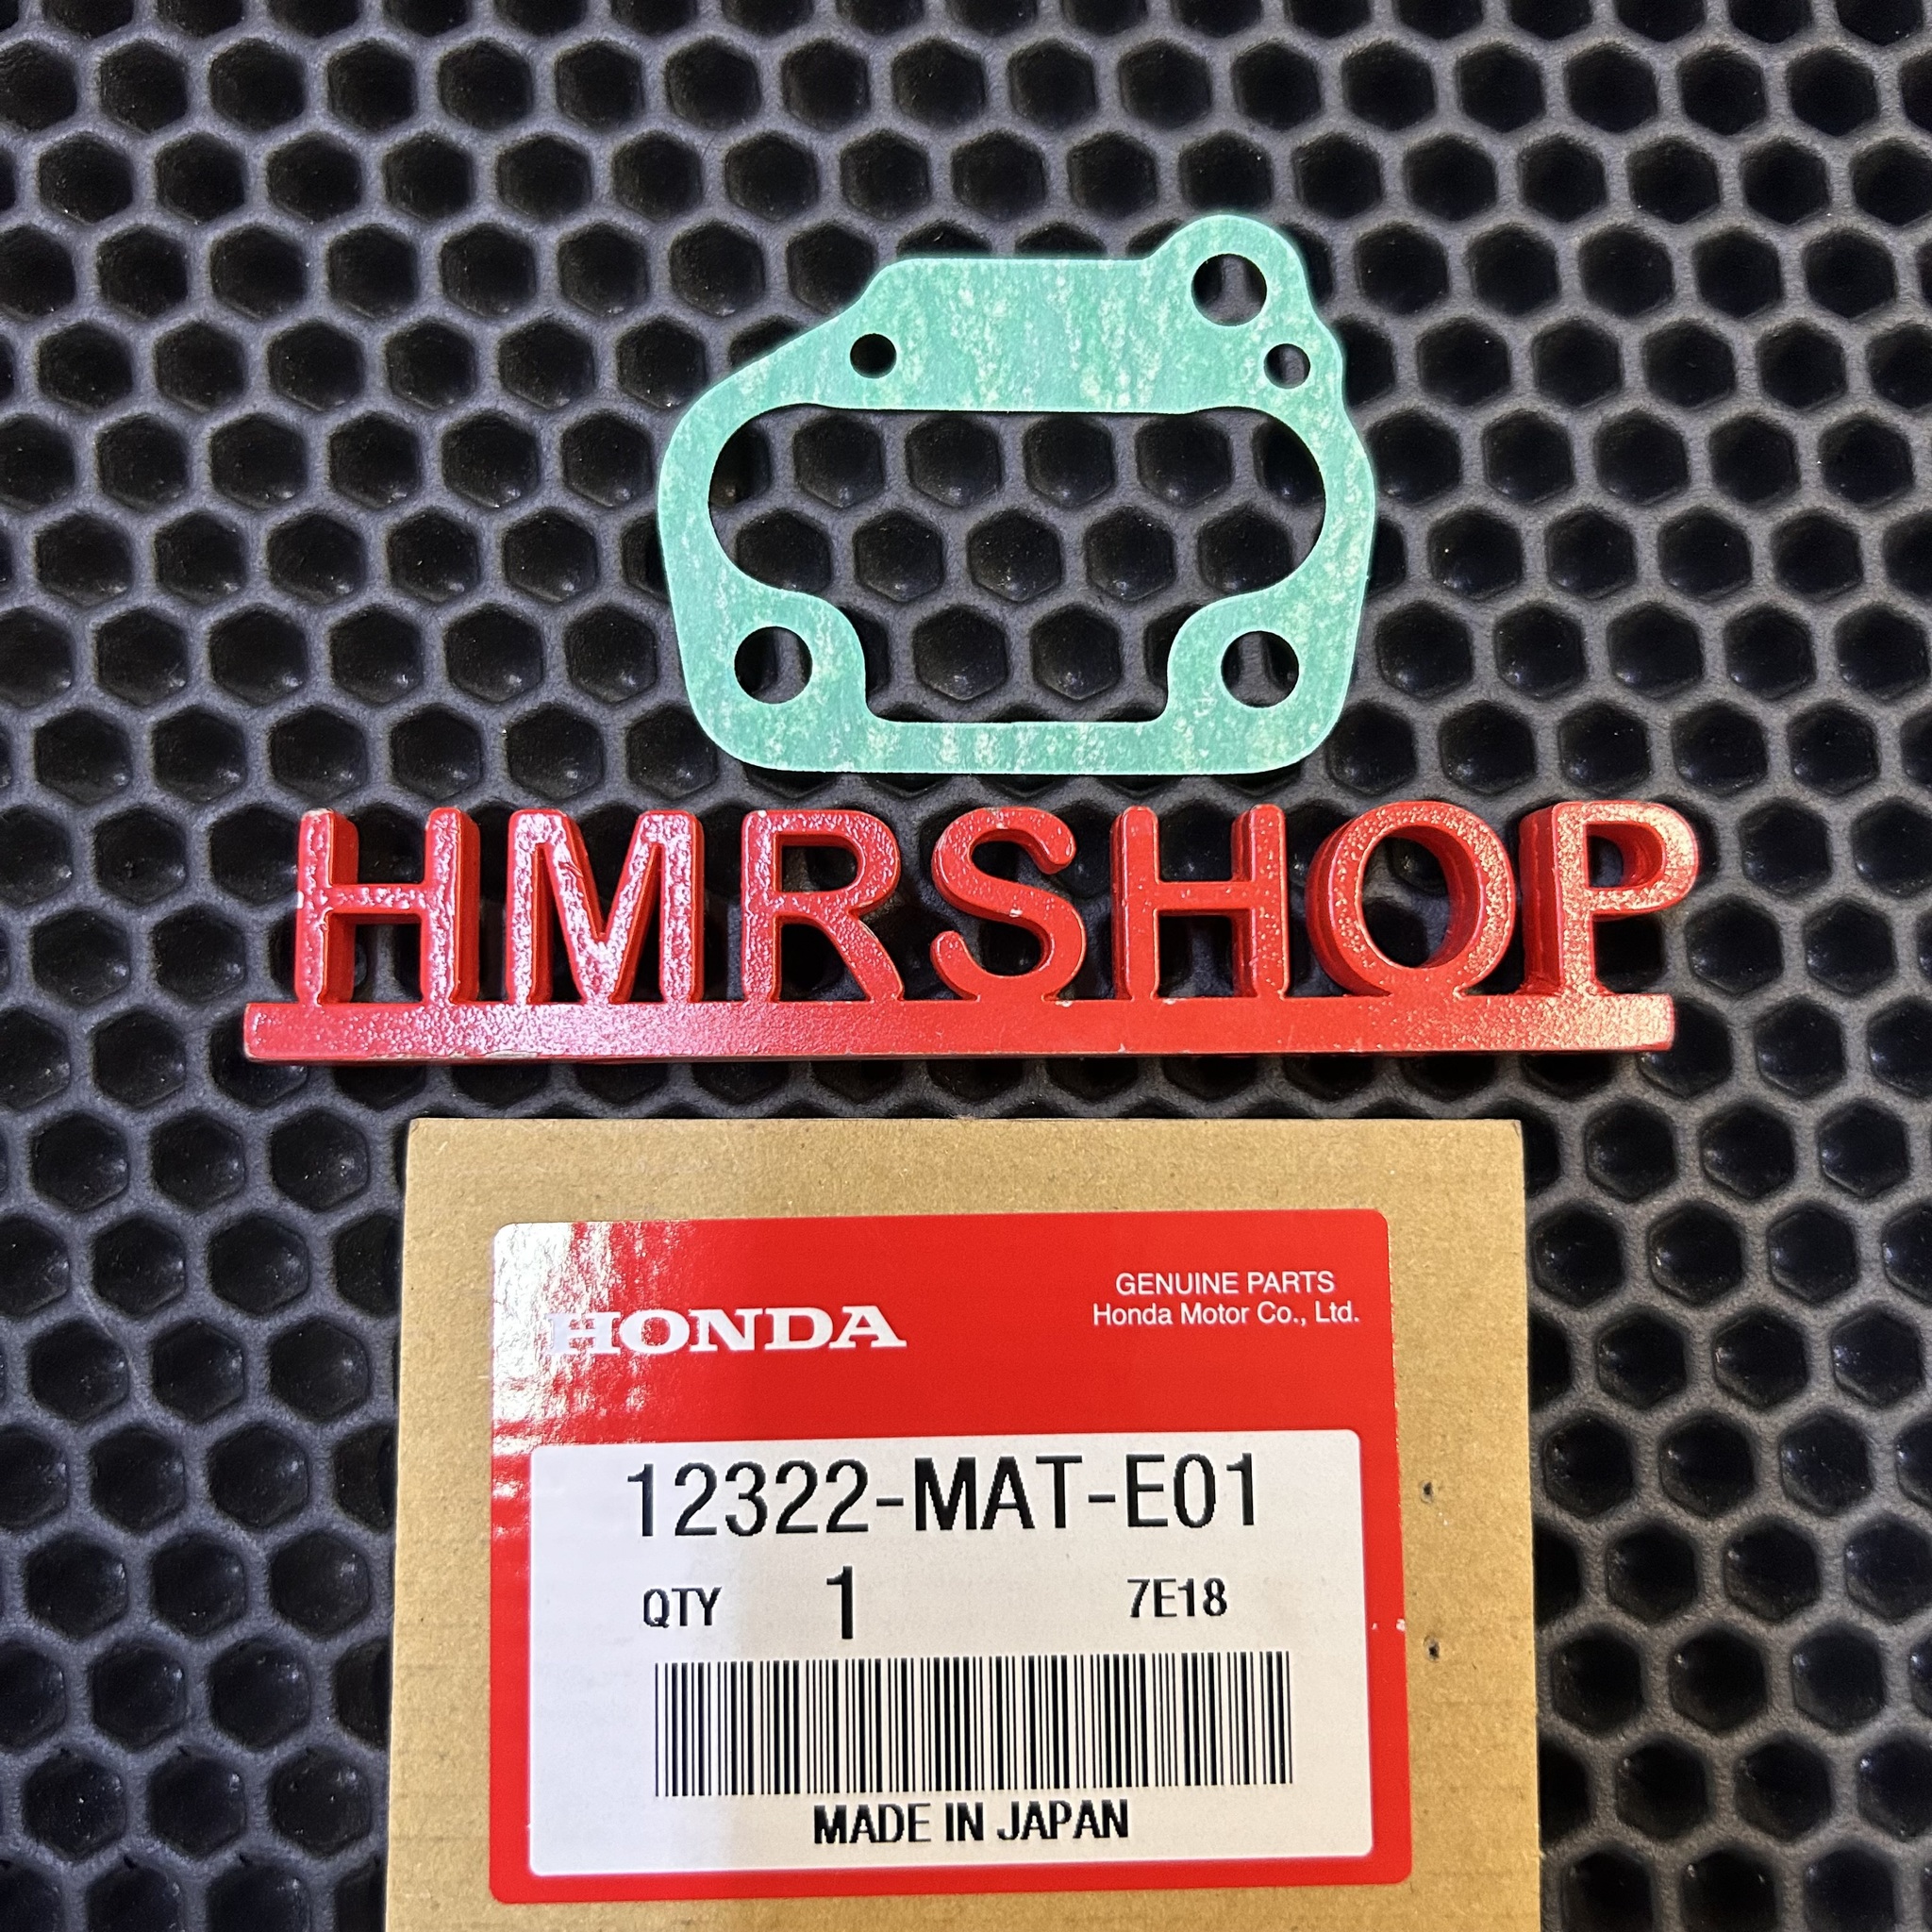 HMRSHOP
HONDA
GENUINE PARTS
Honda Motor Co., Ltd.
12322-MAT-E01
QTY 1 7E18
MADE IN JAPAN